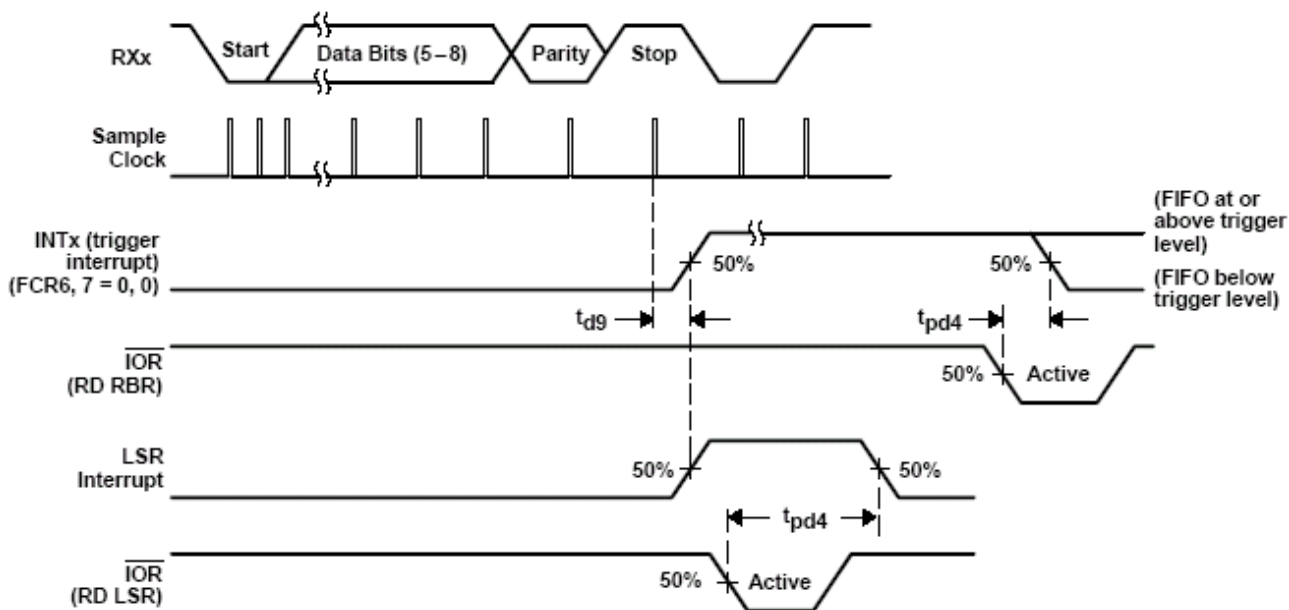 RXx
Start
Data Bits (5–8)
Parity
Stop
Sample
Clock
INTx (trigger
interrupt)
(FCR6, 7 = 0, 0)
50%
50%
(FIFO at or
above trigger
level)
(FIFO below
trigger level)
td9
tpd4
IOR
(RD RBR)
50%
Active
LSR
Interrupt
50%
50%
tpd4
IOR
(RD LSR)
50%
Active